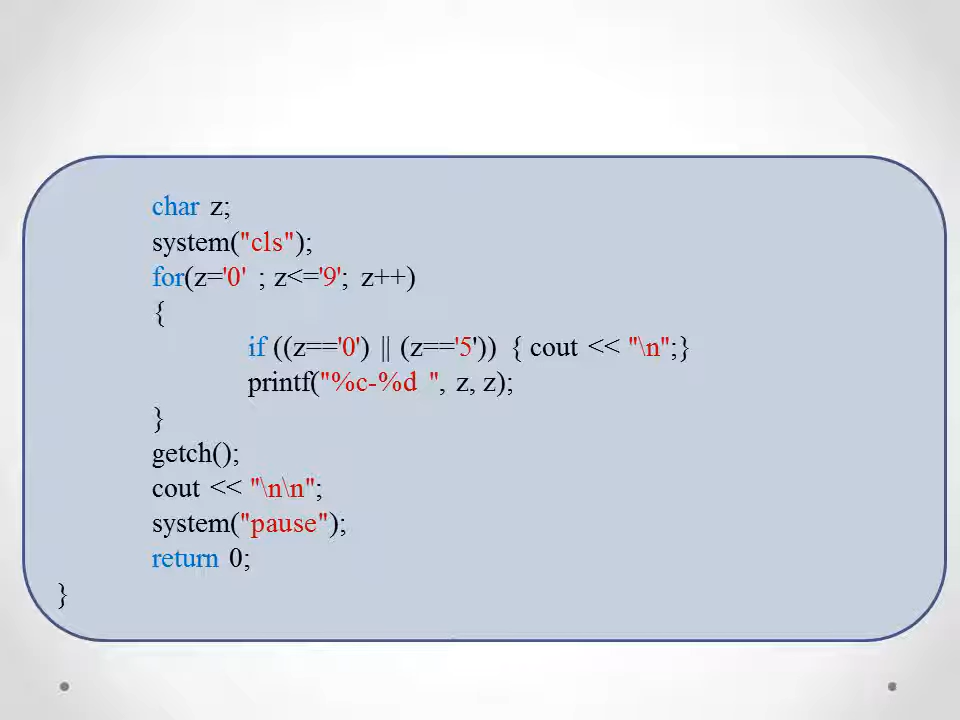 char z;
system("cls");
for(z='0' ; z<='9'; z++)
{
if ((z=='0') || (z=='5')) { cout << "\n";}
printf("%c-%d ", z, z);
}
getch();
cout << "\n\n";
system("pause");
return 0;
}